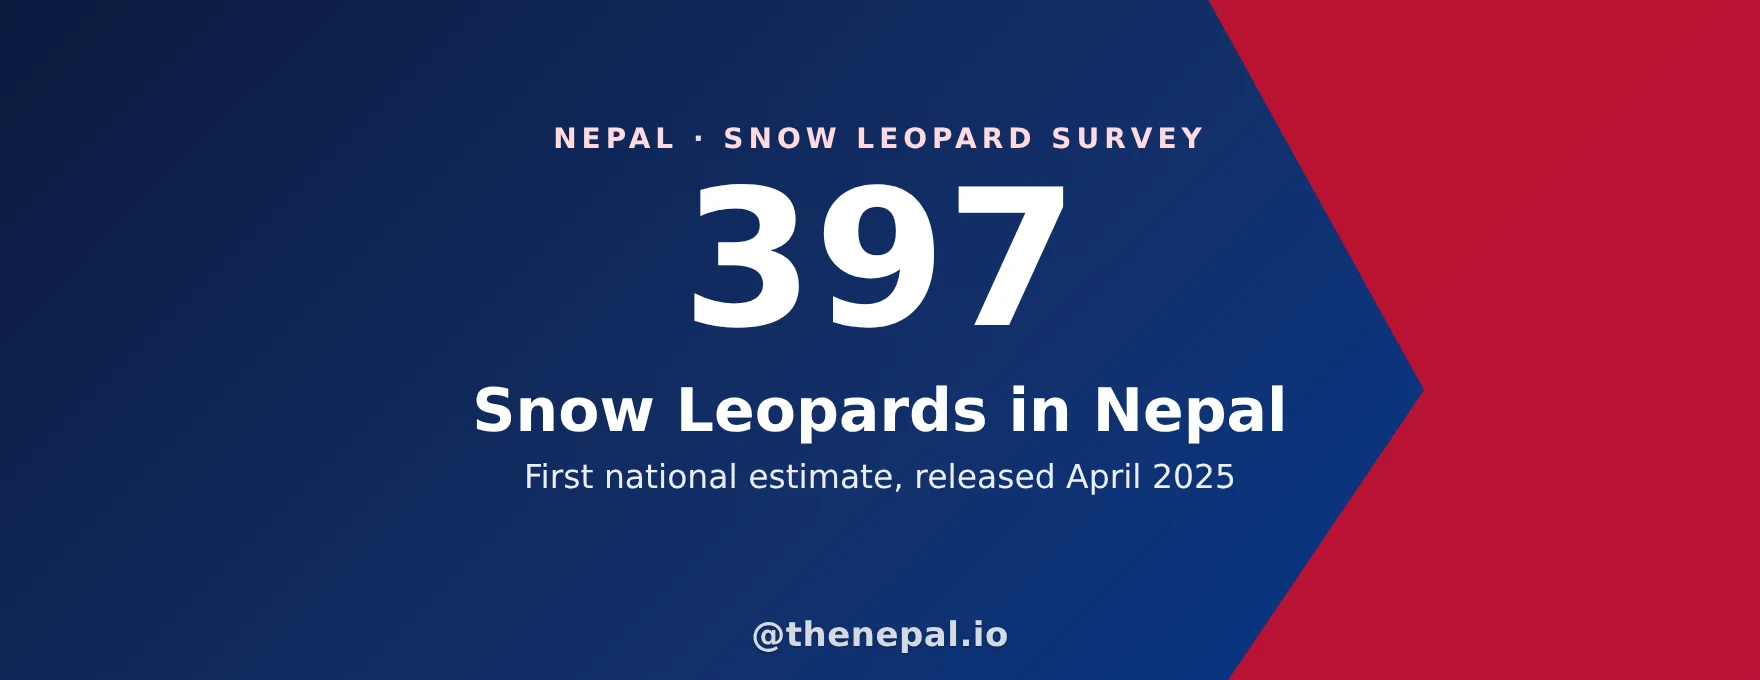 NEPAL · SNOW LEOPARD SURVEY
397
Snow Leopards in Nepal
First national estimate, released April 2025
@thenepal.io